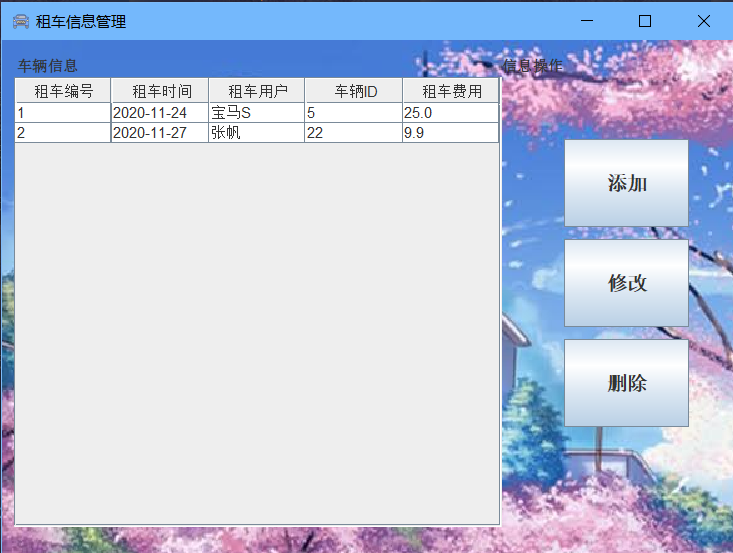 租车信息管理
车辆信息 信息操作
租车编号 租车时间 租车用户 车辆ID 租车费用
1 2020-11-24 宝马S 5 25.0
2 2020-11-27 张帆 22 9.9
添加
修改
删除